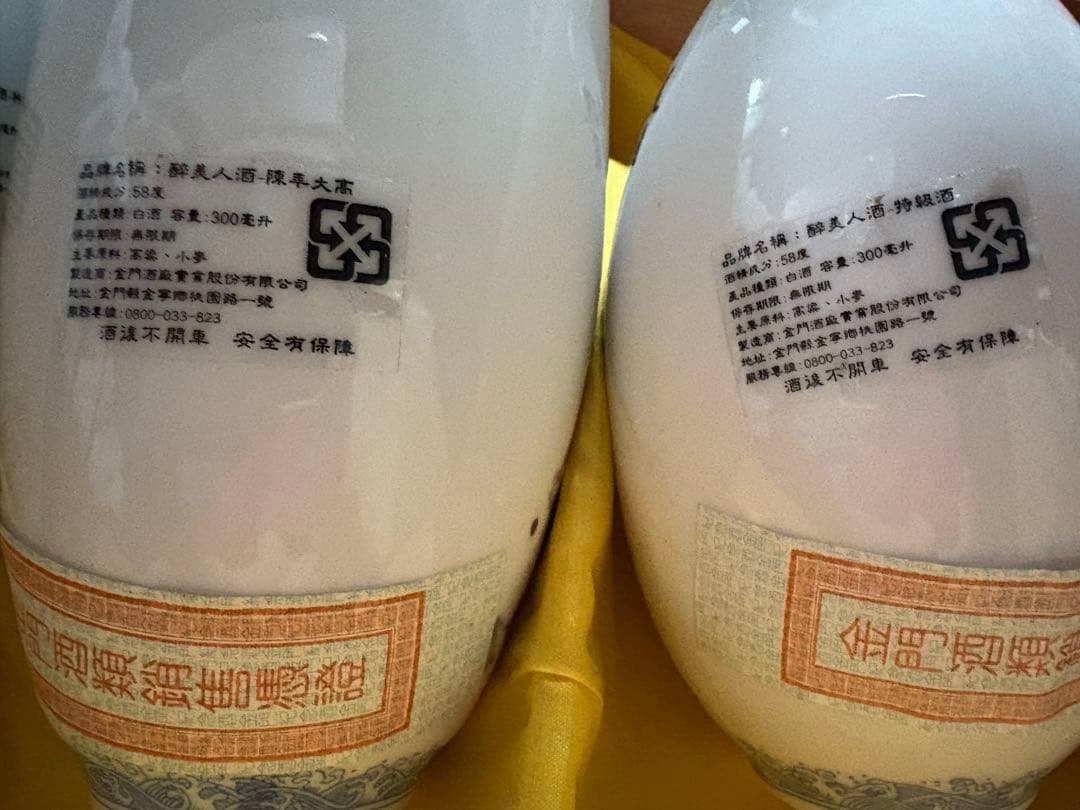 品牌名稱：醉美人酒-陳年大高
酒精成分:58度
產品種類:白酒 容量:300毫升
保存期限:無限期
主要原料:高粱、小麥
製造商:金門酒廠實業股份有限公司
地址:金門縣金寧鄉桃園路一號
服務專線:0800-033-823
酒後不開車 安全有保障
門酒類銷售憑證
品牌名稱：醉美人酒-特級酒
酒精成分:58度
產品種類:白酒 容量:300毫升
保存期限:無限期
主要原料:高粱、小麥
製造商:金門酒廠實業股份有限公司
地址:金門縣金寧鄉桃園路一號
服務專線:0800-033-823
酒後不開車 安全有保障
金門酒類